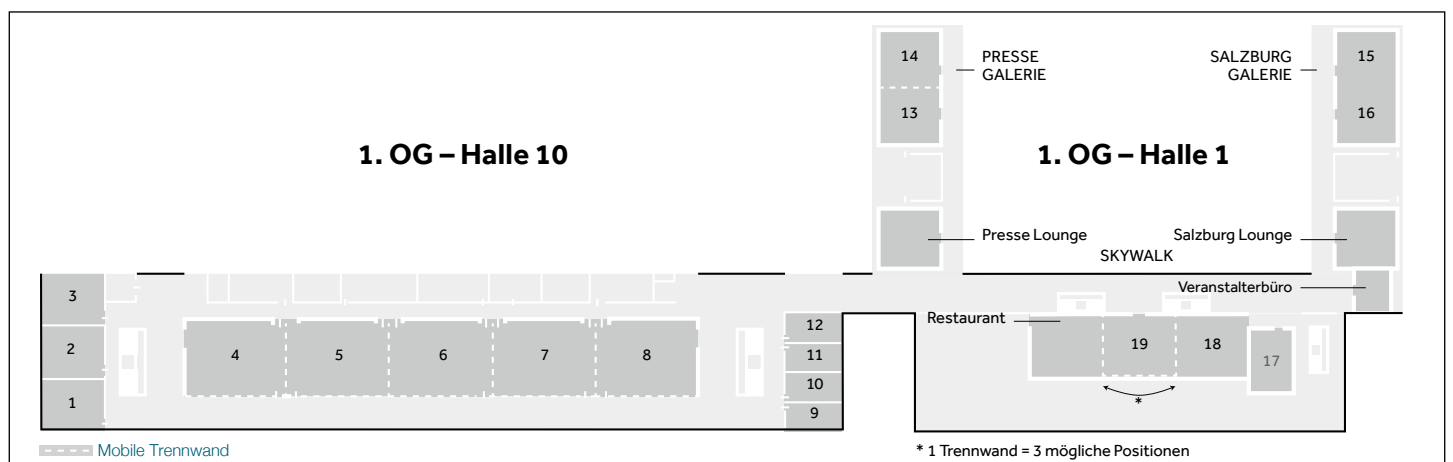 14
PRESSE
GALERIE
SALZBURG
GALERIE
15
13
16
1. OG – Halle 10
1. OG – Halle 1
Presse Lounge
Salzburg Lounge
SKYWALK
Veranstalterbüro
3
Restaurant
12
2
4
5
6
7
8
11
19
18
17
10
1
9
*
Mobile Trennwand
* 1 Trennwand = 3 mögliche Positionen